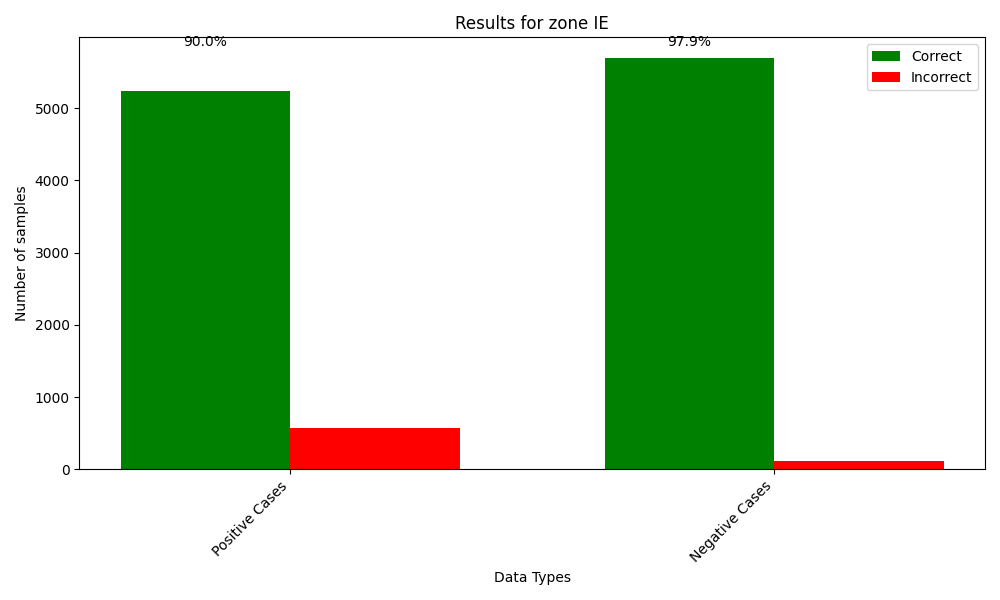 Results for zone IE
90.0%
97.9%
Correct
Incorrect
5000
4000
3000
2000
1000
0
Number of samples
Positive Cases
Negative Cases
Data Types